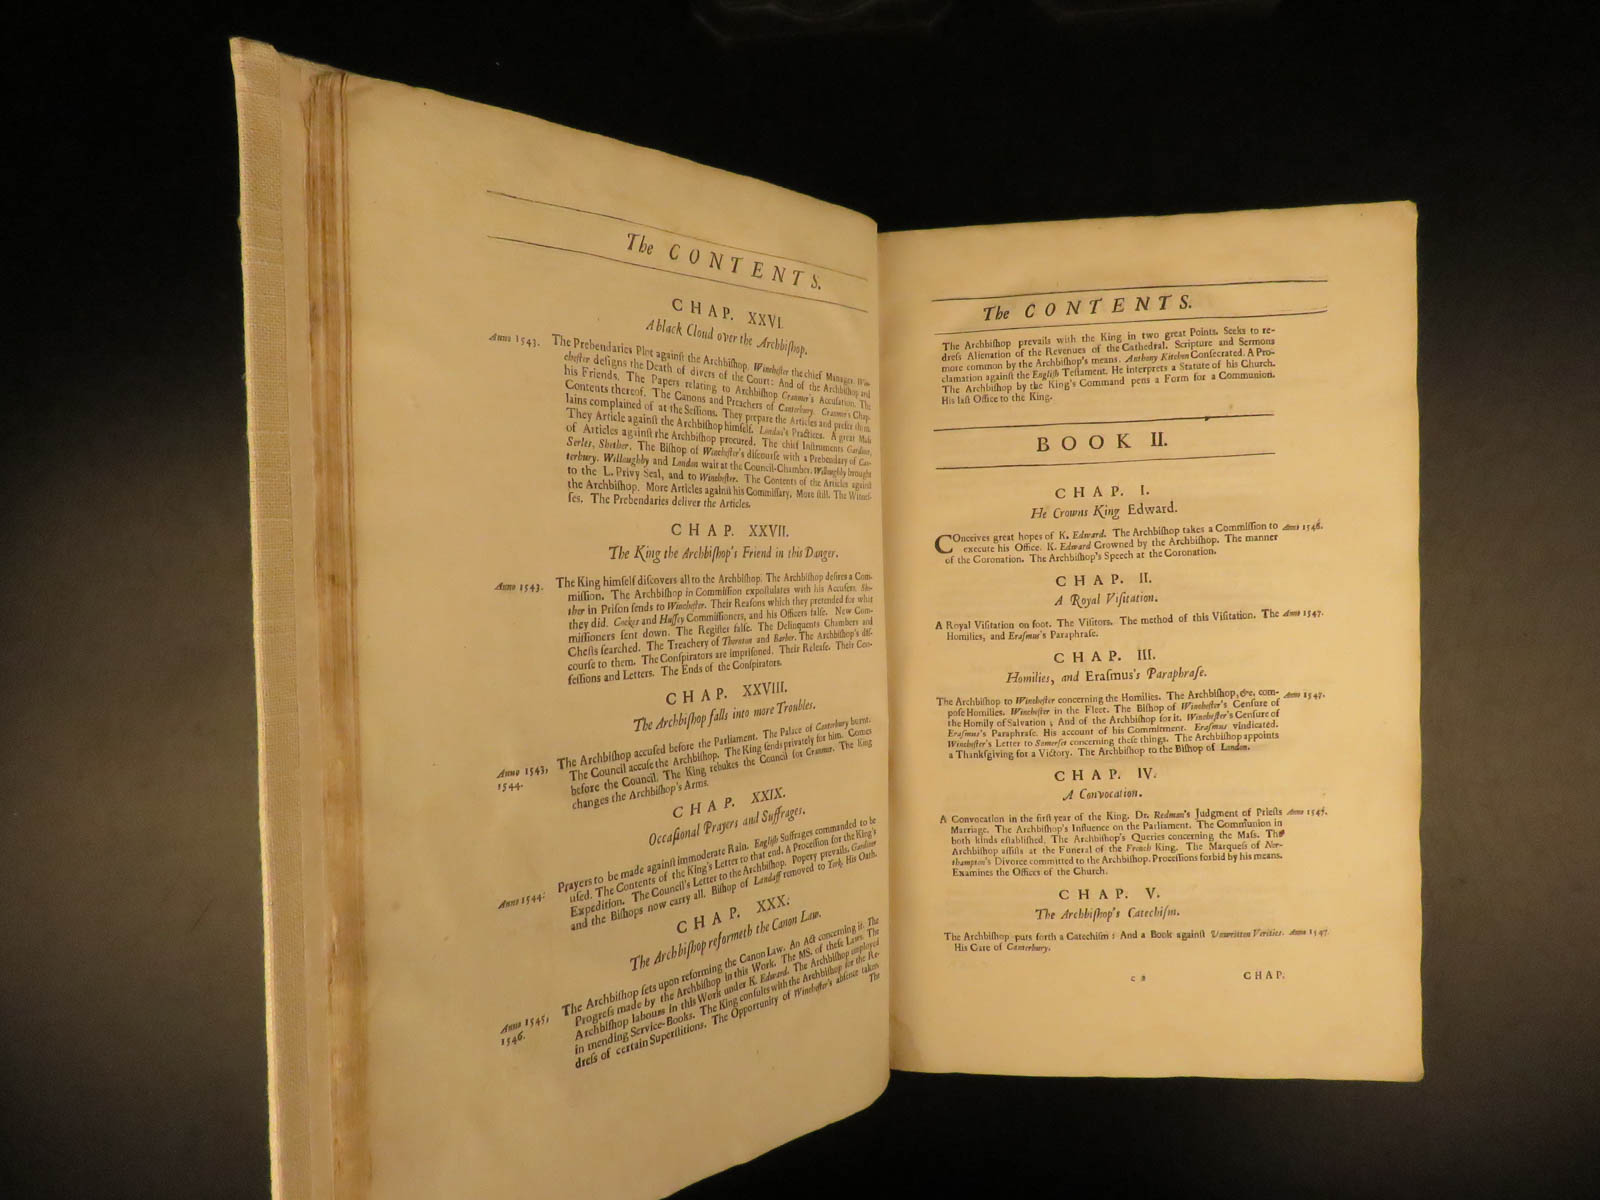 The CONTENTS.
CHAP. XXVI.
A black Cloud over the Archbiſhop.
Anno 1543. The Prebendaries Plot againſt the Archbiſhop. Wincheſter the chief Manager. Win-
cheſter deſigns the Death of divers of the Court: And of the Archbiſhop and
his Friends. The Papers relating to Archbiſhop Cranmer's Accuſation. The
Contents thereof. The Canons and Preachers of Canterbury. Cranmer's Chap-
lains complained of at the Seſſions. They prepare the Articles and prefer them.
They Article againſt the Archbiſhop himſelf. London's Practices. A great Maſs
of Articles againſt the Archbiſhop procured. The chief Inſtruments Gardiner,
Serles, Shether. The Biſhop of Wincheſter's diſcourſe with a Prebendary of Can-
terbury. Willoughby and London wait at the Council-Chamber. Willoughby brought
to the L. Privy Seal, and to Wincheſter. The Contents of the Articles againſt
the Archbiſhop. More Articles againſt his Commiſſary. More ſtill. The Witneſ-
ſes. The Prebendaries deliver the Articles.
CHAP. XXVII.
The King the Archbiſhop's Friend in this Danger.
Anno 1543. The King himſelf diſcovers all to the Archbiſhop. The Archbiſhop deſires a Com-
miſſion. The Archbiſhop in Commiſſion expoſtulates with his Accuſers. She-
ther in Priſon ſends to Wincheſter. Their Reaſons which they pretended for what
they did. Cockes and Huſſey Commiſſioners, and his Officers falſe. New Com-
miſſioners ſent down. The Regiſter falſe. The Delinquents Chambers and
Cheſts ſearched. The Treachery of Thornton and Barber. The Archbiſhop's diſ-
courſe to them. The Conſpirators are impriſoned. Their Releaſe. Their Con-
feſſions and Letters. The Ends of the Conſpirators.
CHAP. XXVIII.
The Archbiſhop falls into more Troubles.
Anno 1543, The Archbiſhop accuſed before the Parliament. The Palace of Canterbury burnt.
1544. The Council accuſe the Archbiſhop. The King ſends privately for him. Comes
before the Council. The King rebukes the Council for Cranmer. The King
changes the Archbiſhop's Arms.
CHAP. XXIX.
Occaſional Prayers and Suffrages.
Anno 1544. Prayers to be made againſt immoderate Rain. Engliſh Suffrages commanded to be
uſed. The Contents of the King's Letter to that end. A Proceſſion for the King's
Expedition. The Council's Letter to the Archbiſhop. Popery prevails. Gardiner
and the Biſhops now carry all. Biſhop of Landaff removed to York. His Oath.
CHAP. XXX.
The Archbiſhop reformeth the Canon Law.
Anno 1545, The Archbiſhop ſets upon reforming the Canon Law. An Act concerning it. The
1546. Progreſs made by the Archbiſhop in this Work. The MS. of theſe Laws. The
Archbiſhop labours in this Work under K. Edward. The Archbiſhop employed
in mending Service-Books. The King conſults with the Archbiſhop for the Re-
dreſs of certain Superſtitions. The Opportunity of Wincheſter's abſence taken.
The
The CONTENTS.
The Archbiſhop prevails with the King in two great Points. Seeks to re-
dreſs Alienation of the Revenues of the Cathedral. Scripture and Sermons
more common by the Archbiſhop's means. Anthony Kitchin Conſecrated. A Pro-
clamation againſt the Engliſh Teſtament. He interprets a Statute of his Church.
The Archbiſhop by the King's Command pens a Form for a Communion.
His laſt Office to the King.
BOOK II.
CHAP. I.
He Crowns King Edward.
COnceives great hopes of K. Edward. The Archbiſhop takes a Commiſſion to Anno 1546.
execute his Office. K. Edward Crowned by the Archbiſhop. The manner
of the Coronation. The Archbiſhop's Speech at the Coronation.
CHAP. II.
A Royal Viſitation.
A Royal Viſitation on foot. The Viſitors. The method of this Viſitation. The Anno 1547.
Homilies, and Eraſmus's Paraphraſe.
CHAP. III.
Homilies, and Eraſmus's Paraphraſe.
The Archbiſhop to Wincheſter concerning the Homilies. The Archbiſhop, &c. com- Anno 1547.
poſe Homilies. Wincheſter in the Fleet. The Biſhop of Wincheſter's Cenſure of
the Homily of Salvation; And of the Archbiſhop for it. Wincheſter's Cenſure of
Eraſmus's Paraphraſe. His account of his Commitment. Eraſmus vindicated.
Wincheſter's Letter to Somerſet concerning theſe things. The Archbiſhop appoints
a Thankſgiving for a Victory. The Archbiſhop to the Biſhop of London.
CHAP. IV.
A Convocation.
A Convocation in the firſt year of the King. Dr. Redman's Judgment of Prieſts Anno 1547.
Marriage. The Archbiſhop's Influence on the Parliament. The Communion in
both kinds eſtabliſhed. The Archbiſhop's Queries concerning the Maſs. The
Archbiſhop aſſiſts at the Funeral of the French King. The Marqueſs of Nor-
thampton's Divorce committed to the Archbiſhop. Proceſſions forbid by his means.
Examines the Offices of the Church.
CHAP. V.
The Archbiſhop's Catechiſm.
The Archbiſhop puts forth a Catechiſm: And a Book againſt Unwritten Verities. Anno 1547.
His Care of Canterbury.
c 2 CHAP.